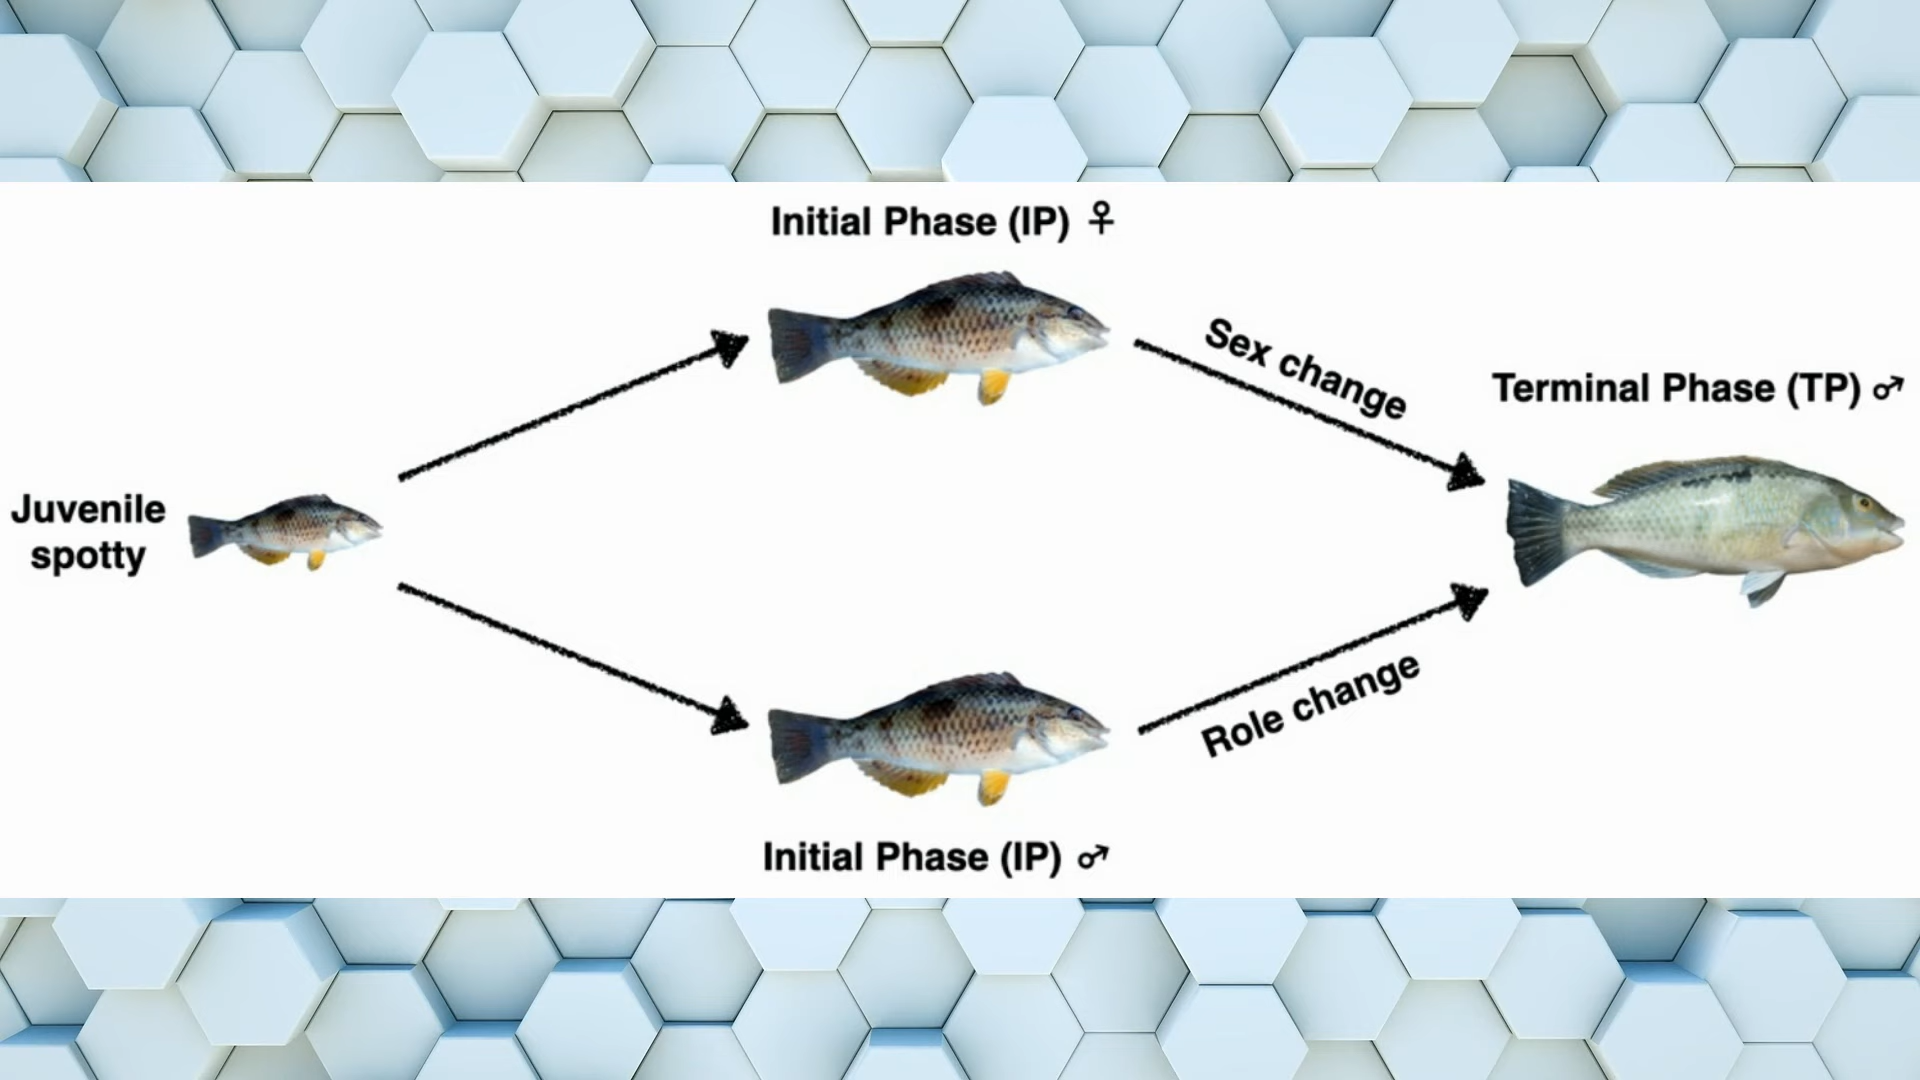 Initial Phase (IP) ♀
Sex change
Terminal Phase (TP) ♂
Juvenile
spotty
Role change
Initial Phase (IP) ♂